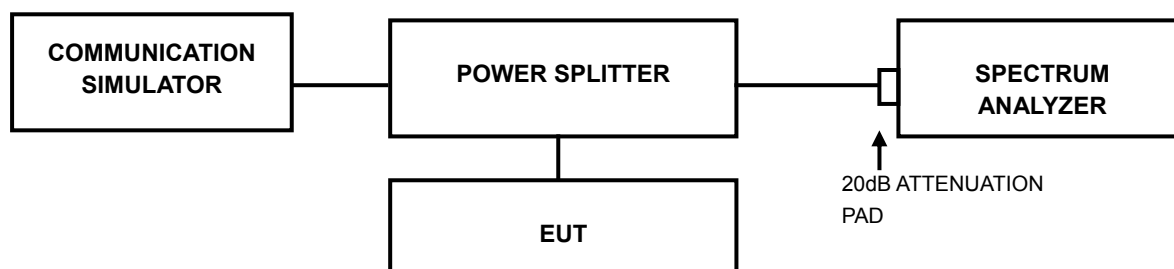 COMMUNICATION
SIMULATOR
POWER SPLITTER
SPECTRUM
ANALYZER
20dB ATTENUATION
PAD
EUT